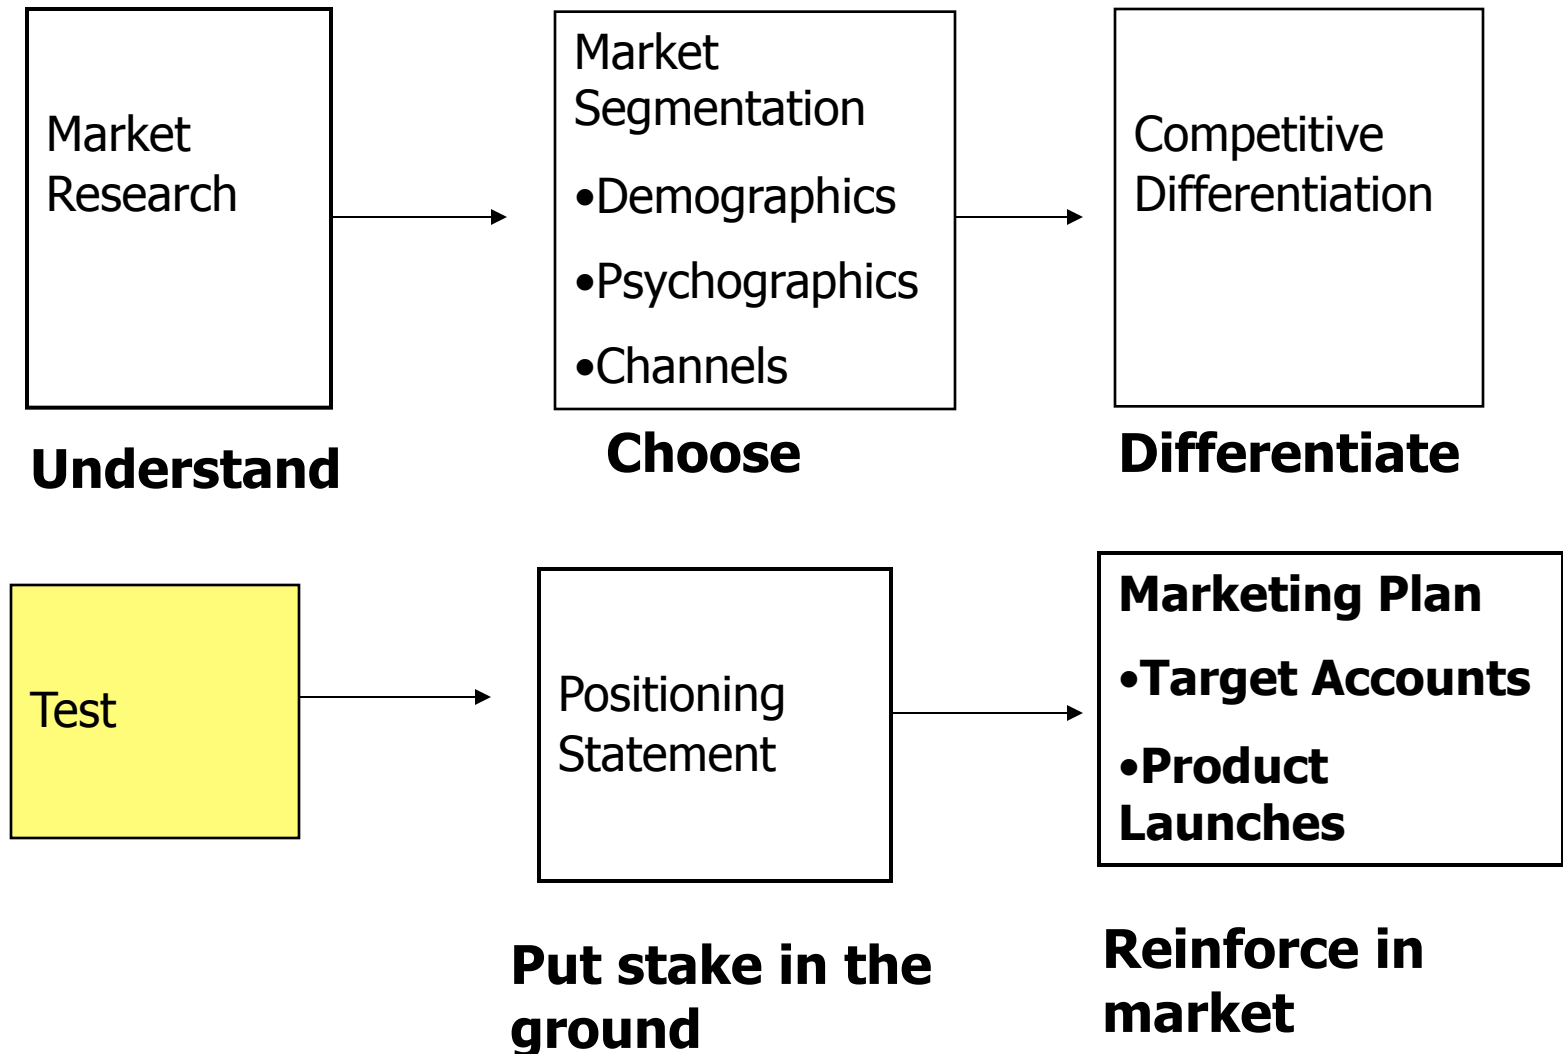 Market
Research
Market
Segmentation
•Demographics
•Psychographics
•Channels
Competitive
Differentiation
Understand
Choose
Differentiate
Test
Positioning
Statement
Marketing Plan
•Target Accounts
•Product
Launches
Put stake in the
ground
Reinforce in
market